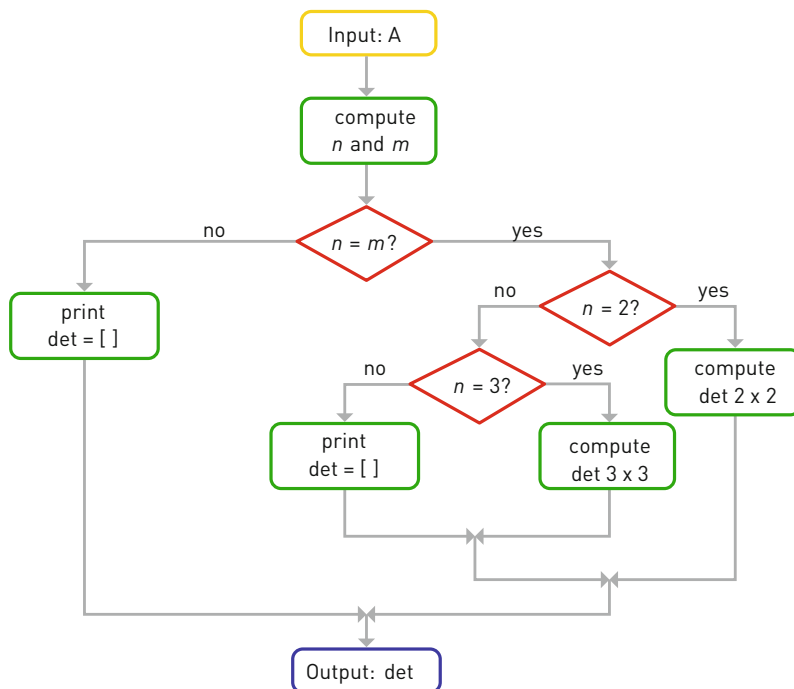 Input: A
compute
n and m
no
n = m?
yes
print
det = [ ]
no
n = 2?
yes
no
n = 3?
yes
compute
det 2 x 2
print
det = [ ]
compute
det 3 x 3
Output: det